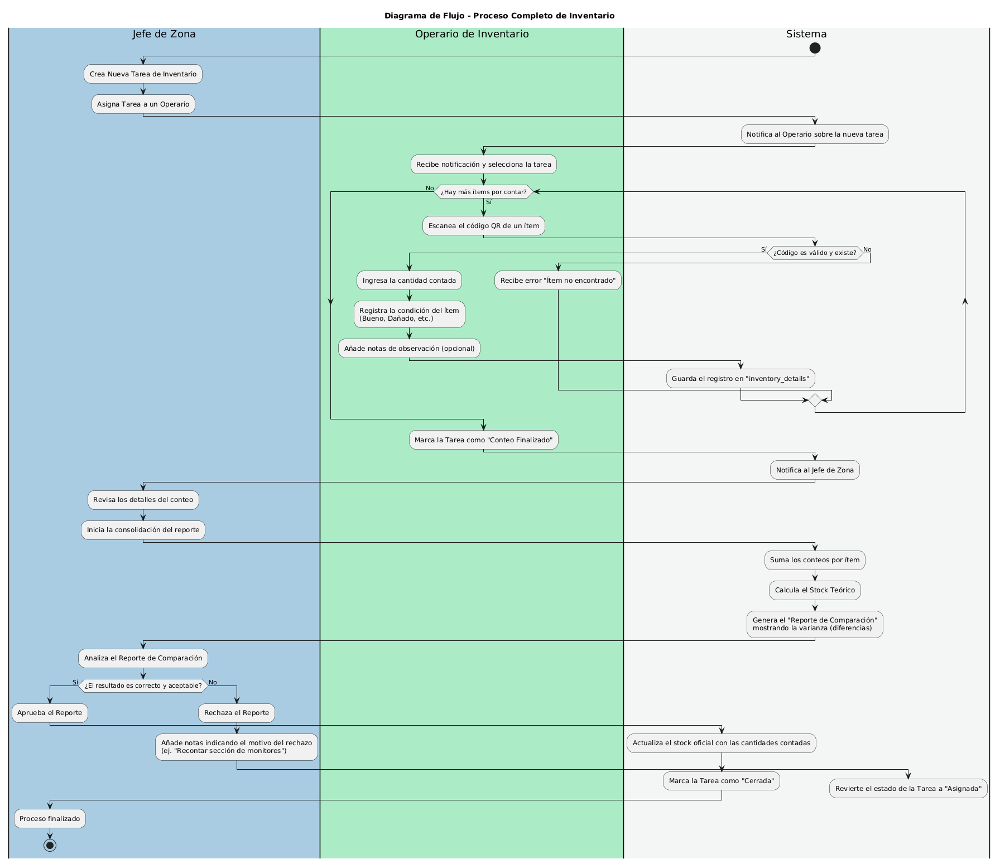 Diagrama de Flujo - Proceso Completo de Inventario
Jefe de Zona
Operario de Inventario
Sistema
Crea Nueva Tarea de Inventario
Asigna Tarea a un Operario
Notifica al Operario sobre la nueva tarea
Recibe notificación y selecciona la tarea
No
¿Hay más ítems por contar?
Sí
Escanea el código QR de un ítem
Sí
¿Código es válido y existe?
No
Ingresa la cantidad contada
Recibe error "Ítem no encontrado"
Registra la condición del ítem
(Bueno, Dañado, etc.)
Añade notas de observación (opcional)
Guarda el registro en "inventory_details"
Marca la Tarea como "Conteo Finalizado"
Notifica al Jefe de Zona
Revisa los detalles del conteo
Inicia la consolidación del reporte
Suma los conteos por ítem
Calcula el Stock Teórico
Genera el "Reporte de Comparación"
mostrando la varianza (diferencias)
Analiza el Reporte de Comparación
Sí
¿El resultado es correcto y aceptable?
No
Aprueba el Reporte
Rechaza el Reporte
Añade notas indicando el motivo del rechazo
(ej. "Recontar sección de monitores")
Actualiza el stock oficial con las cantidades contadas
Marca la Tarea como "Cerrada"
Revierte el estado de la Tarea a "Asignada"
Proceso finalizado